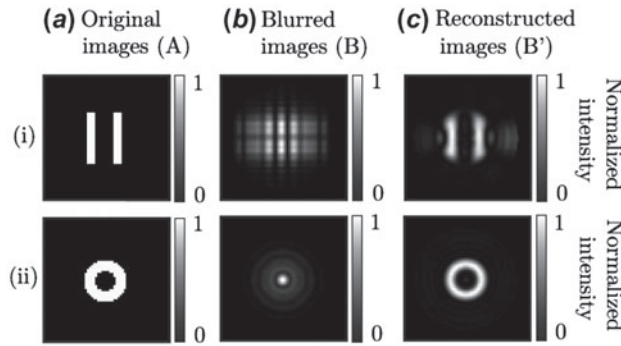 (a) Original images (A)
(b) Blurred images (B)
(c) Reconstructed images (B')
(i)
1
0
1
0
1
0
Normalized intensity
(ii)
1
0
1
0
1
0
Normalized intensity